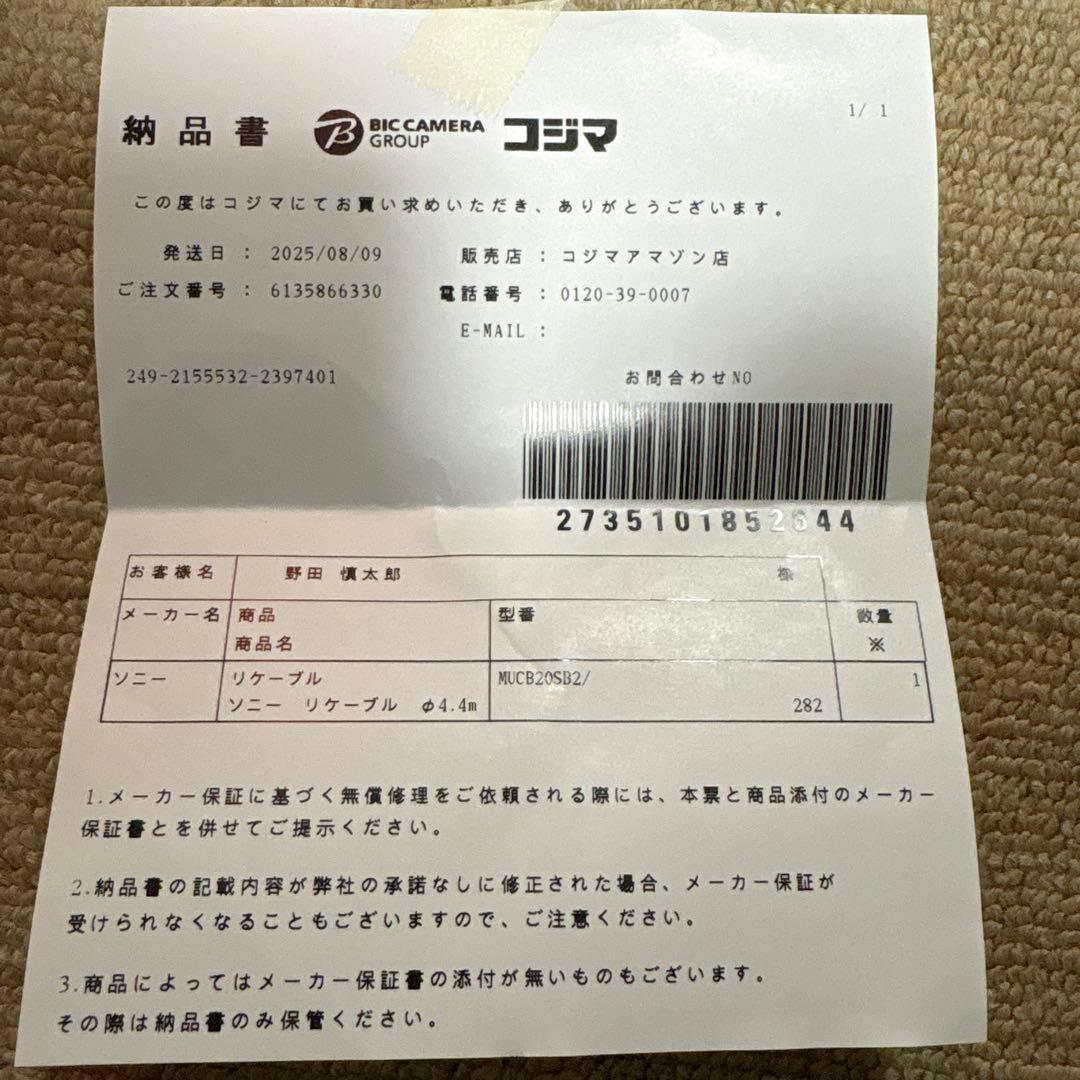 納品書 BIC CAMERA GROUP コジマ
1/ 1
この度はコジマにてお買い求めいただき、ありがとうございます。
発送日 : 2025/08/09 販売店 : コジマアマゾン店
ご注文番号 : 6135866330 電話番号 : 0120-39-0007
E-MAIL :
249-2155532-2397401 お問合わせNO
2735101852644
お客様名 野田 慎太郎 様
メーカー名 商品 型番 数量
商品名 ※
ソニー リケーブル MUCB20SB2/ 1
ソニー リケーブル φ4.4m 282
1.メーカー保証に基づく無償修理をご依頼される際には、本票と商品添付のメーカー
保証書とを併せてご提示ください。
2.納品書の記載内容が弊社の承諾なしに修正された場合、メーカー保証が
受けられなくなることもございますので、ご注意ください。
3.商品によってはメーカー保証書の添付が無いものもございます。
その際は納品書のみ保管ください。